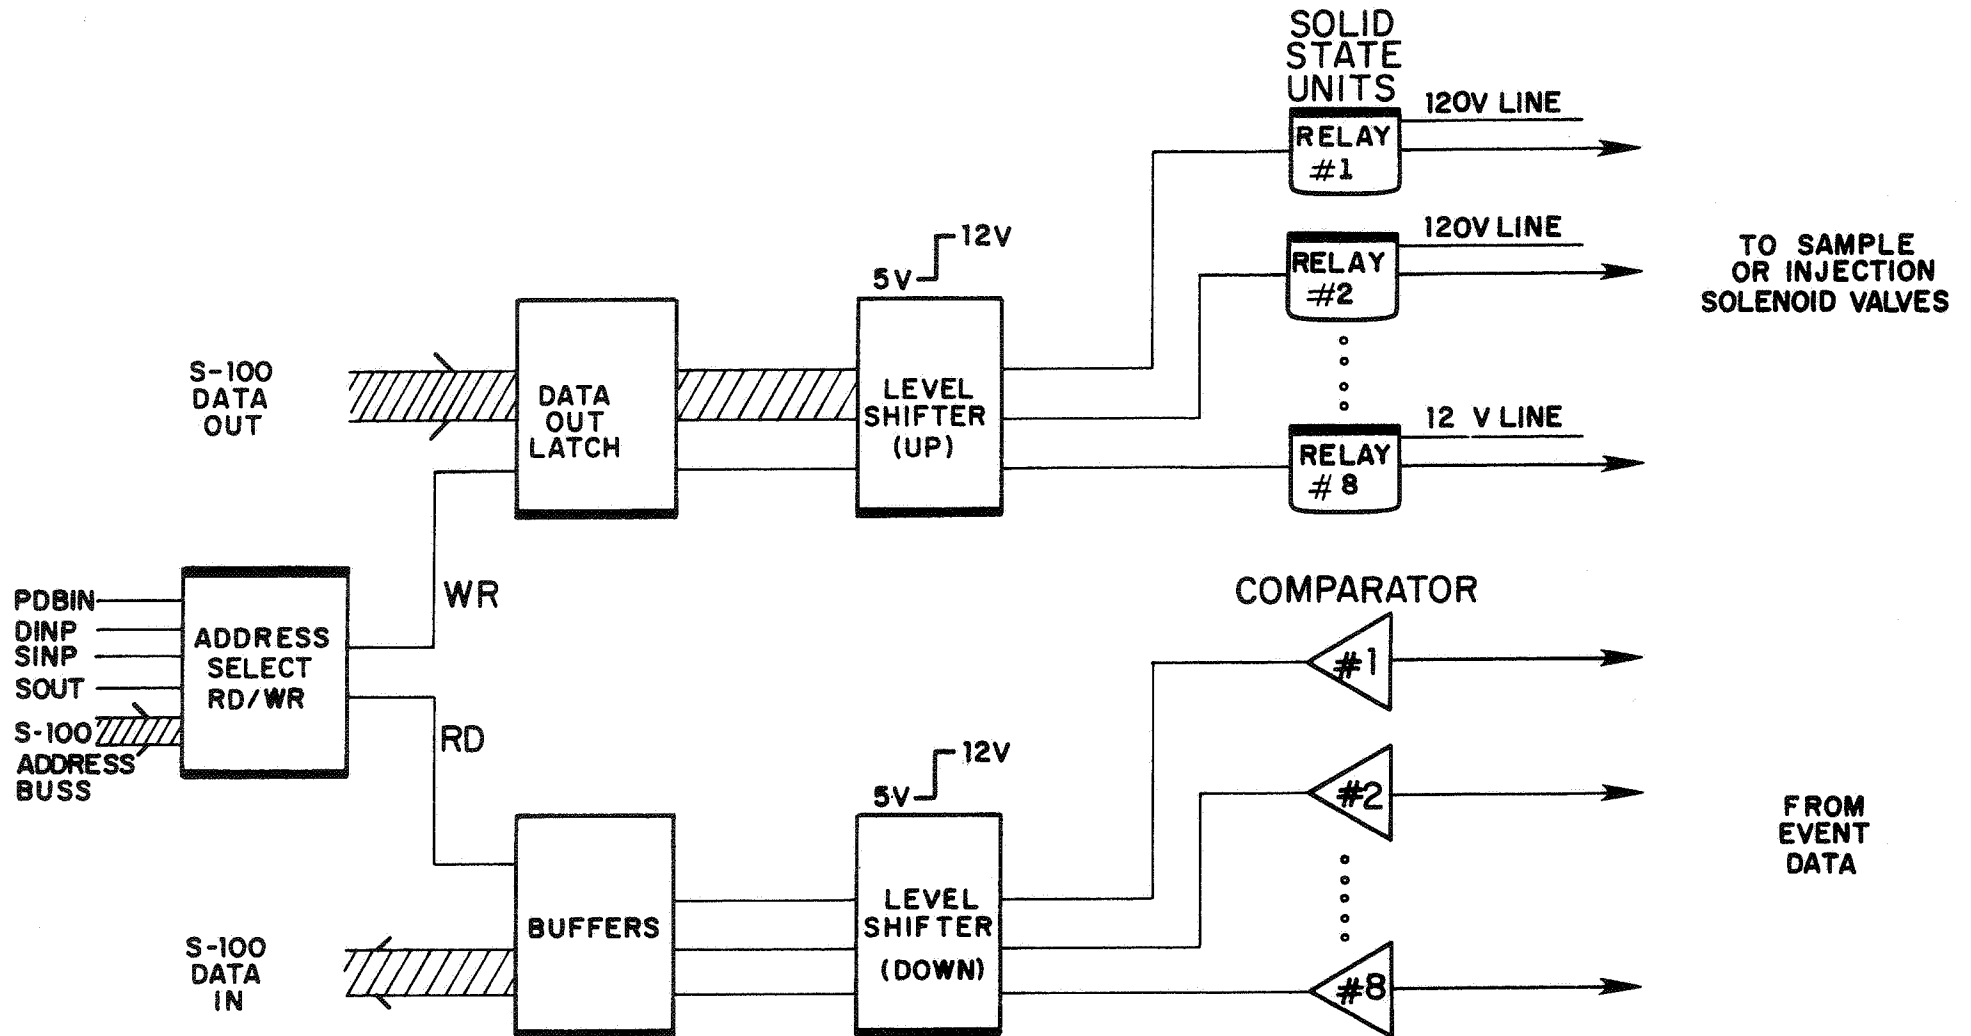 SOLID
STATE
UNITS
120V LINE
RELAY
#1
120V LINE
RELAY
#2
12V
5V
TO SAMPLE
OR INJECTION
SOLENOID VALVES
S-100
DATA
OUT
DATA
OUT
LATCH
LEVEL
SHIFTER
(UP)
12 V LINE
RELAY
#8
PDBIN
DINP
SINP
SOUT
S-100
ADDRESS
BUSS
ADDRESS
SELECT
RD/WR
WR
RD
COMPARATOR
#1
#2
#8
12V
5V
FROM
EVENT
DATA
BUFFERS
LEVEL
SHIFTER
(DOWN)
S-100
DATA
IN